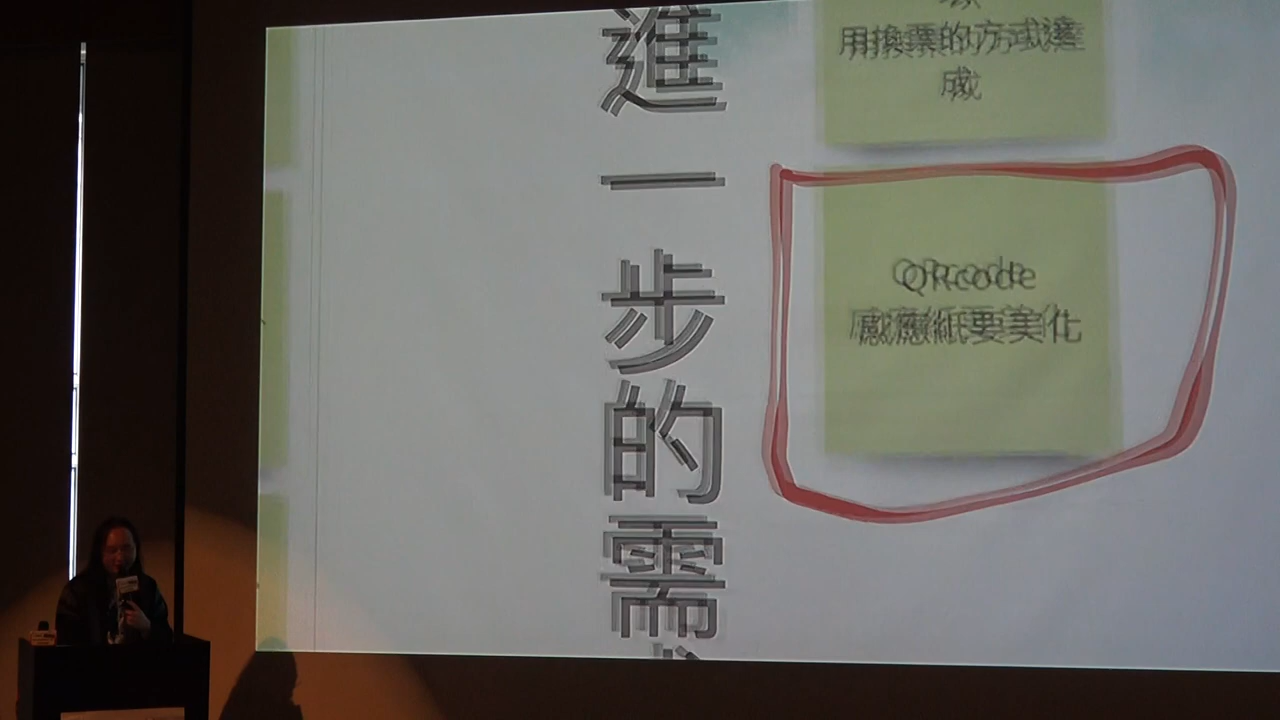 進一步的需
用換票的方式達
成
QRcode
感應紙要美化